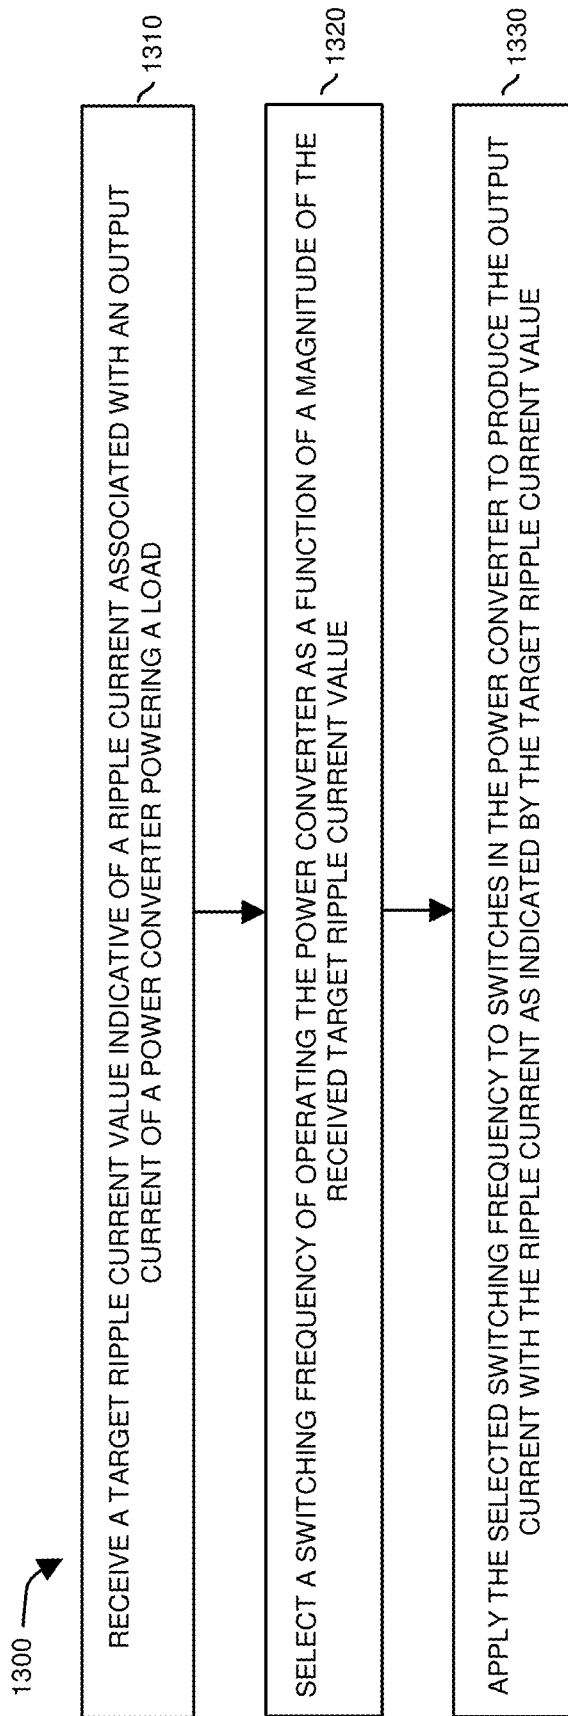 1300
RECEIVE A TARGET RIPPLE CURRENT VALUE INDICATIVE OF A RIPPLE CURRENT ASSOCIATED WITH AN OUTPUT
CURRENT OF A POWER CONVERTER POWERING A LOAD
1310
SELECT A SWITCHING FREQUENCY OF OPERATING THE POWER CONVERTER AS A FUNCTION OF A MAGNITUDE OF THE
RECEIVED TARGET RIPPLE CURRENT VALUE
1320
APPLY THE SELECTED SWITCHING FREQUENCY TO SWITCHES IN THE POWER CONVERTER TO PRODUCE THE OUTPUT
CURRENT WITH THE RIPPLE CURRENT AS INDICATED BY THE TARGET RIPPLE CURRENT VALUE
1330